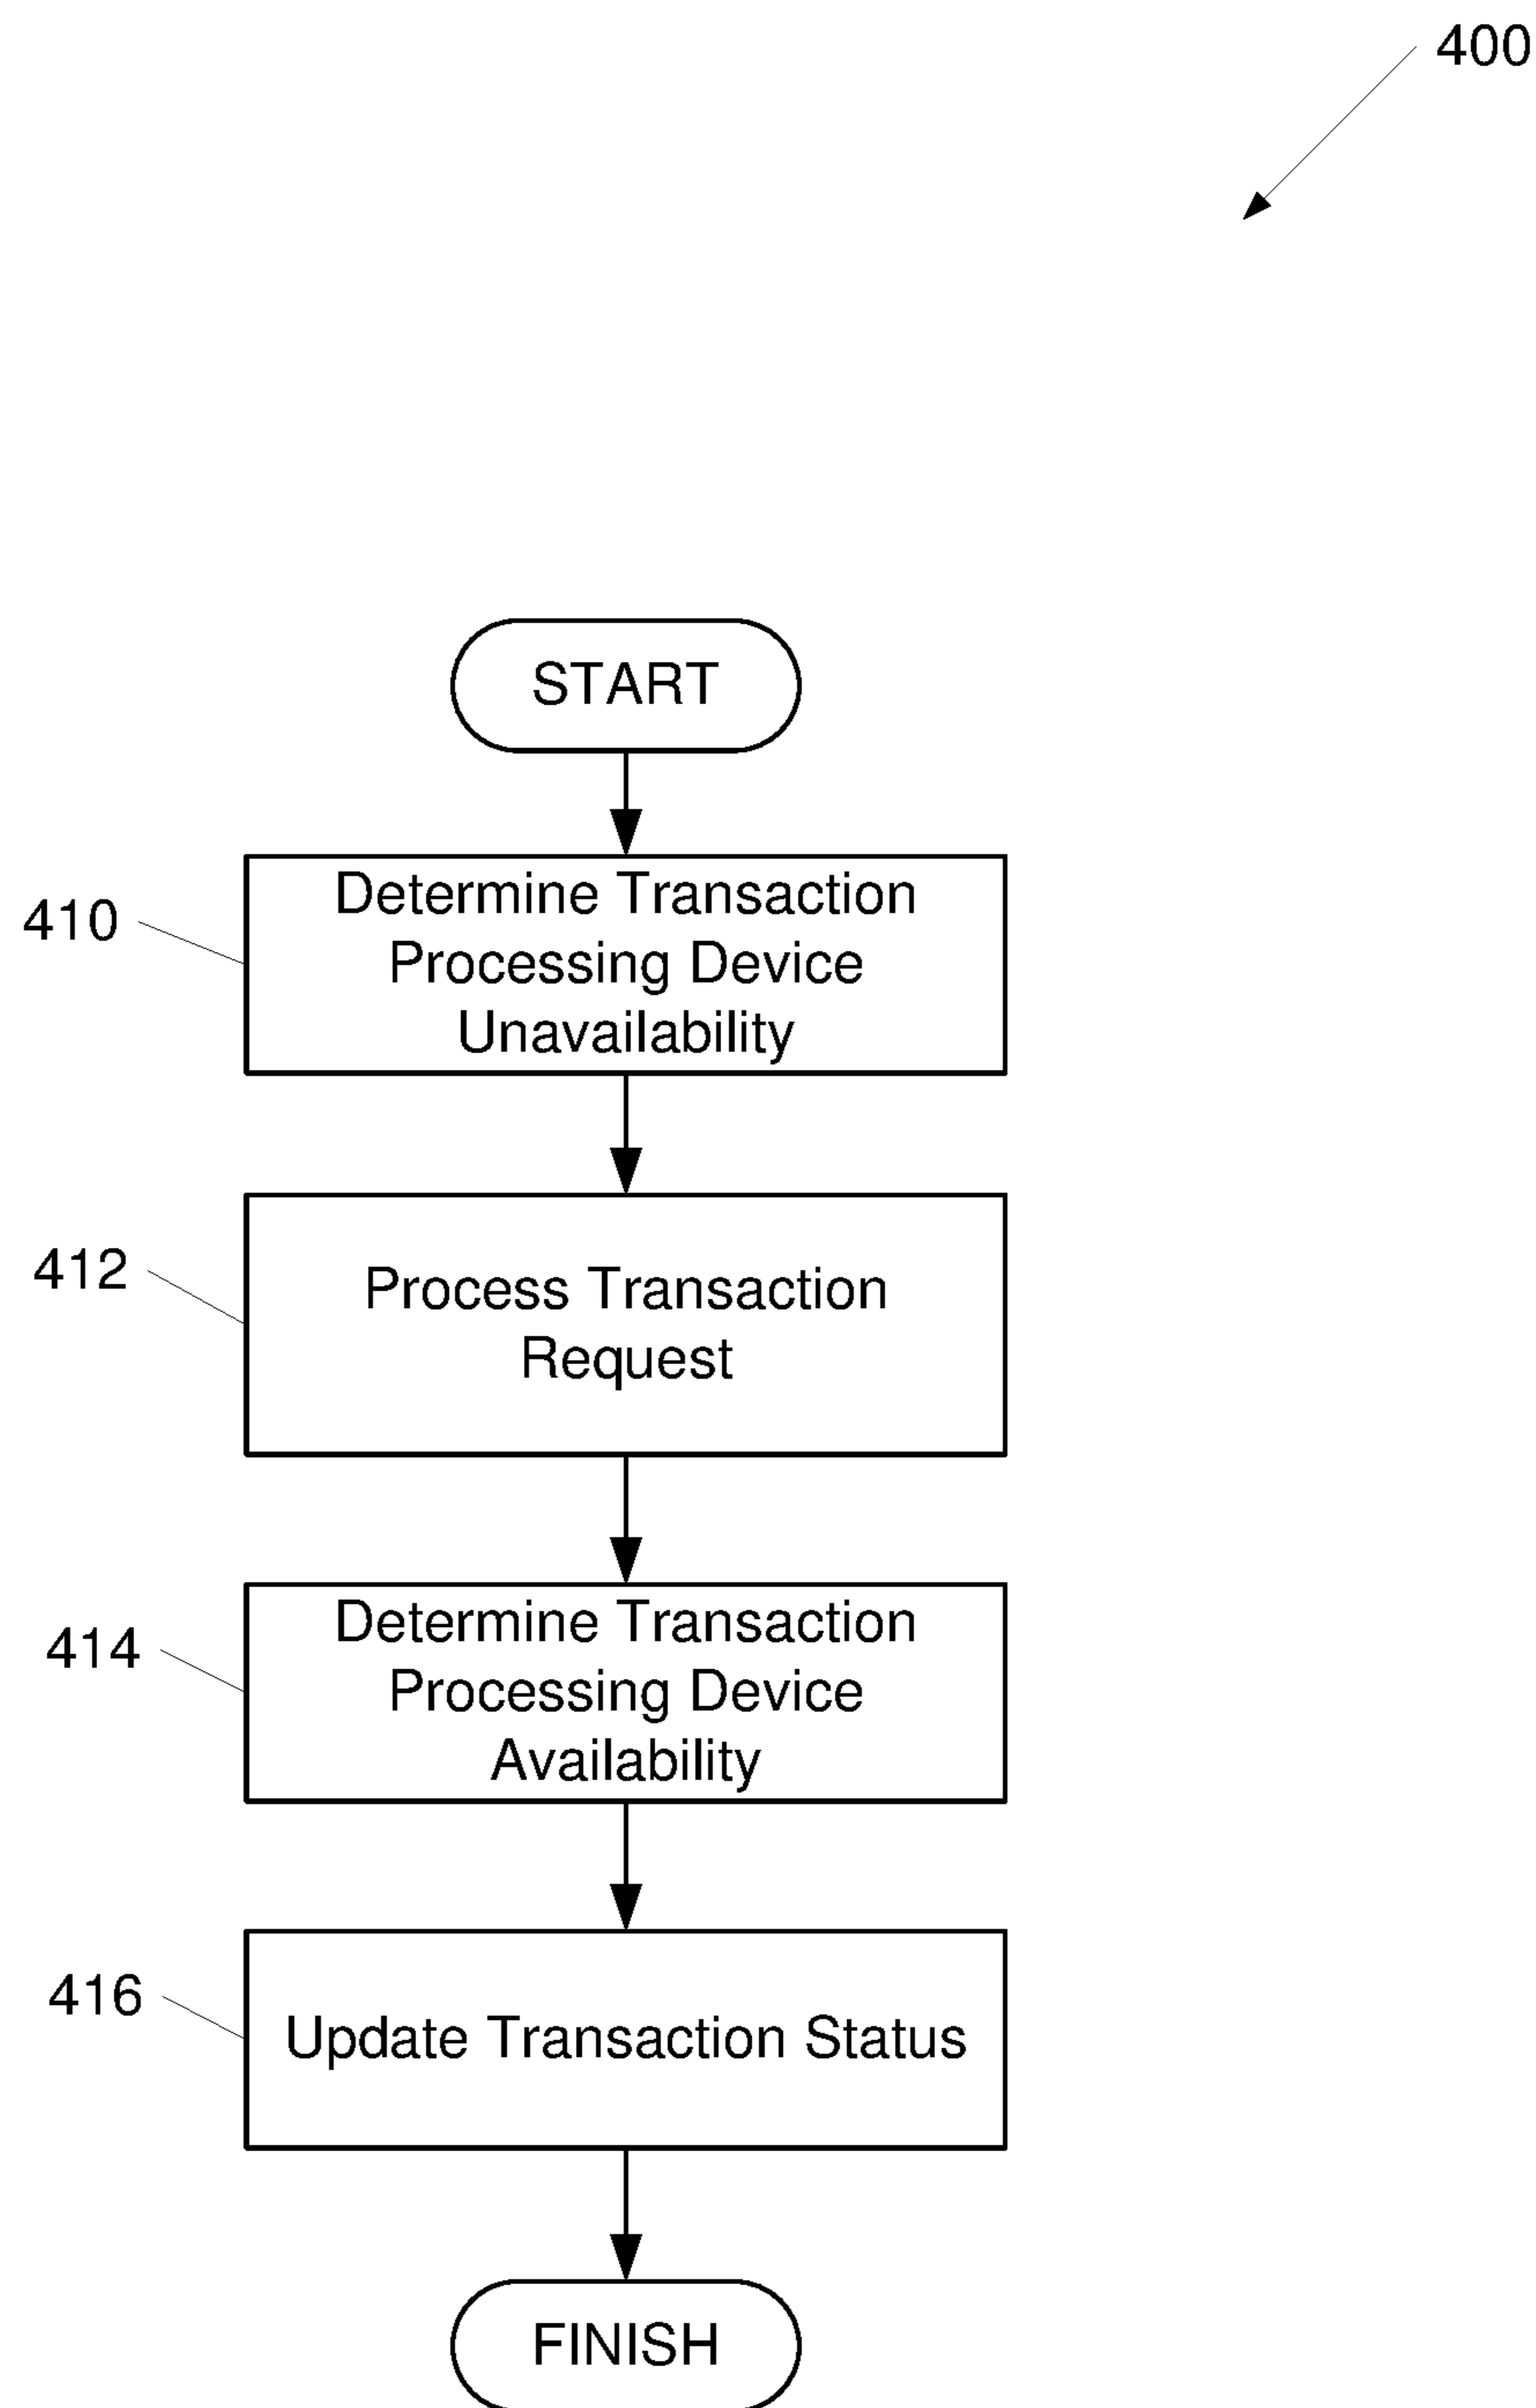 400
START
410
Determine Transaction
Processing Device
Unavailability
412
Process Transaction
Request
414
Determine Transaction
Processing Device
Availability
416
Update Transaction Status
FINISH